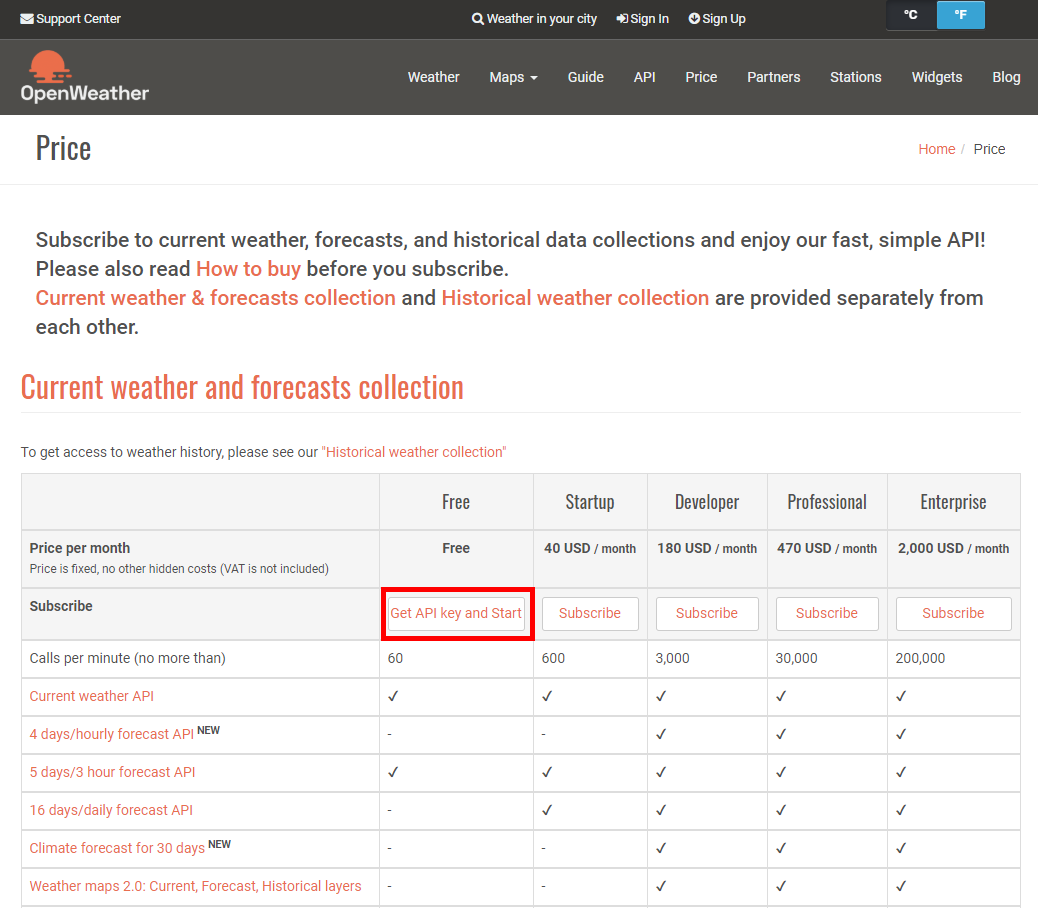 Support Center
Weather in your city Sign In Sign Up
°C °F
OpenWeather
Weather Maps Guide API Price Partners Stations Widgets Blog
Price
Home / Price
Subscribe to current weather, forecasts, and historical data collections and enjoy our fast, simple API!
Please also read How to buy before you subscribe.
Current weather & forecasts collection and Historical weather collection are provided separately from
each other.
Current weather and forecasts collection
To get access to weather history, please see our "Historical weather collection"
Free Startup Developer Professional Enterprise
Price per month Free 40 USD / month 180 USD / month 470 USD / month 2,000 USD / month
Price is fixed, no other hidden costs (VAT is not included)
Subscribe Get API key and Start Subscribe Subscribe Subscribe Subscribe
Calls per minute (no more than) 60 600 3,000 30,000 200,000
Current weather API ✓ ✓ ✓ ✓ ✓
4 days/hourly forecast API NEW - - ✓ ✓ ✓
5 days/3 hour forecast API ✓ ✓ ✓ ✓ ✓
16 days/daily forecast API - ✓ ✓ ✓ ✓
Climate forecast for 30 days NEW - - ✓ ✓ ✓
Weather maps 2.0: Current, Forecast, Historical layers - - ✓ ✓ ✓